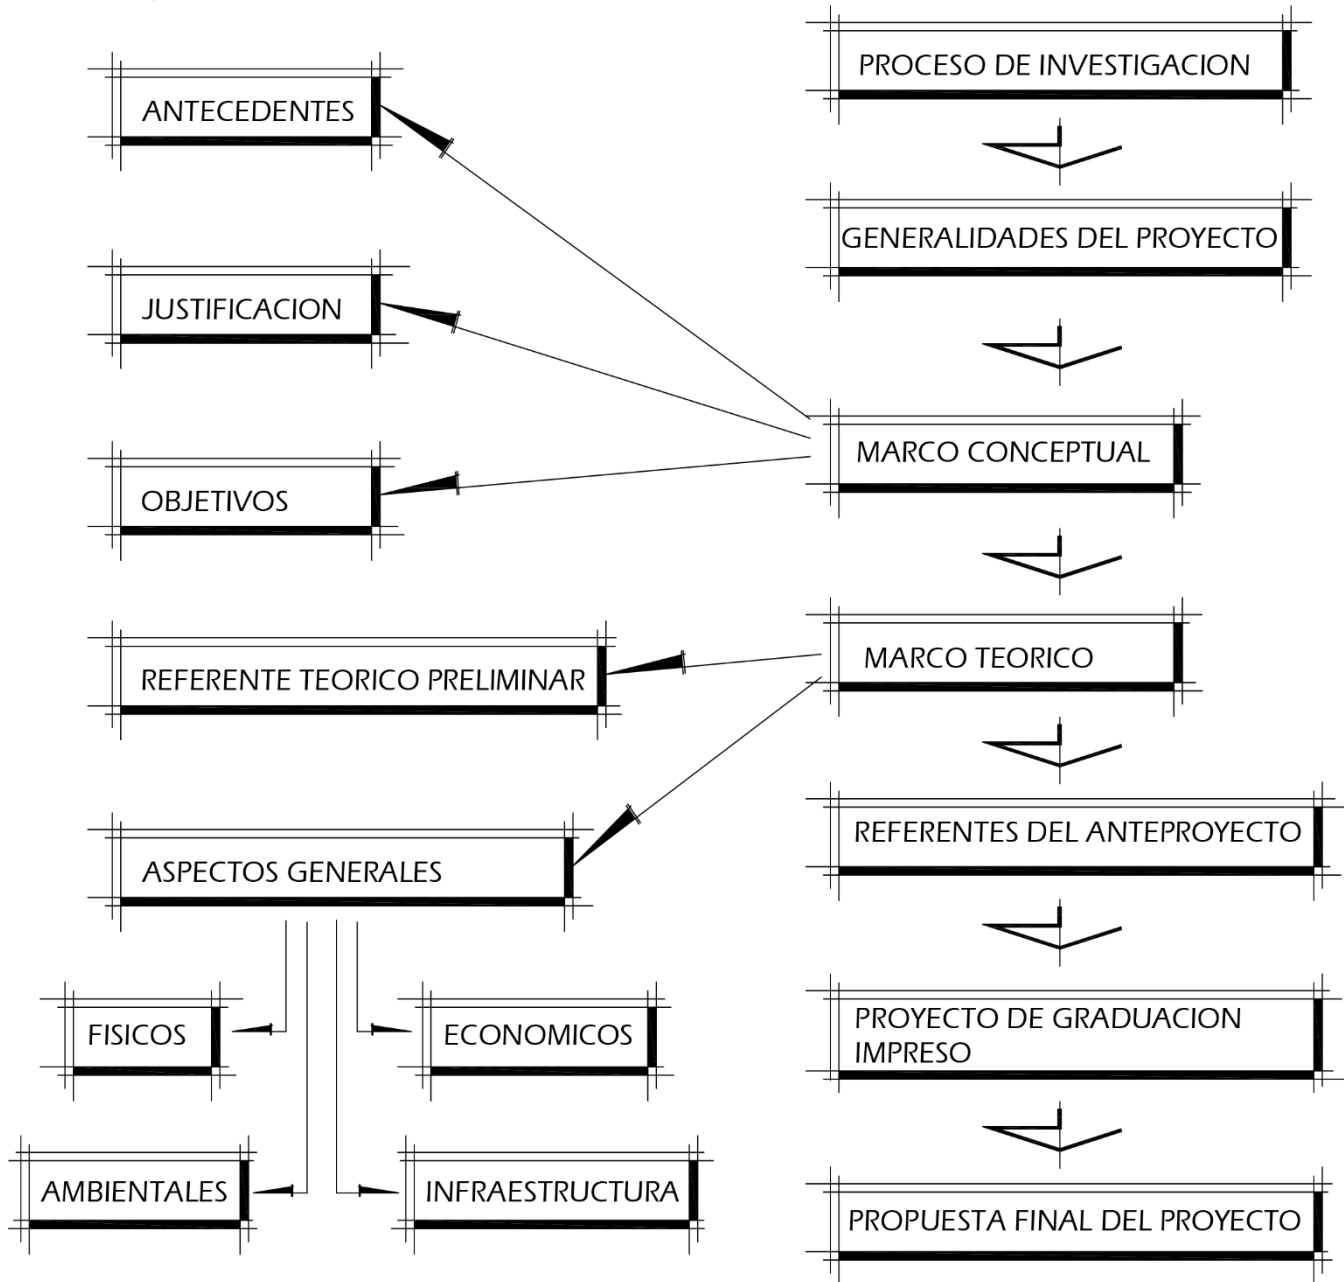 PROCESO DE INVESTIGACION
ANTECEDENTES
GENERALIDADES DEL PROYECTO
JUSTIFICACION
MARCO CONCEPTUAL
OBJETIVOS
MARCO TEORICO
REFERENTE TEORICO PRELIMINAR
REFERENTES DEL ANTEPROYECTO
ASPECTOS GENERALES
PROYECTO DE GRADUACION
IMPRESO
FISICOS
ECONOMICOS
AMBIENTALES
INFRAESTRUCTURA
PROPUESTA FINAL DEL PROYECTO